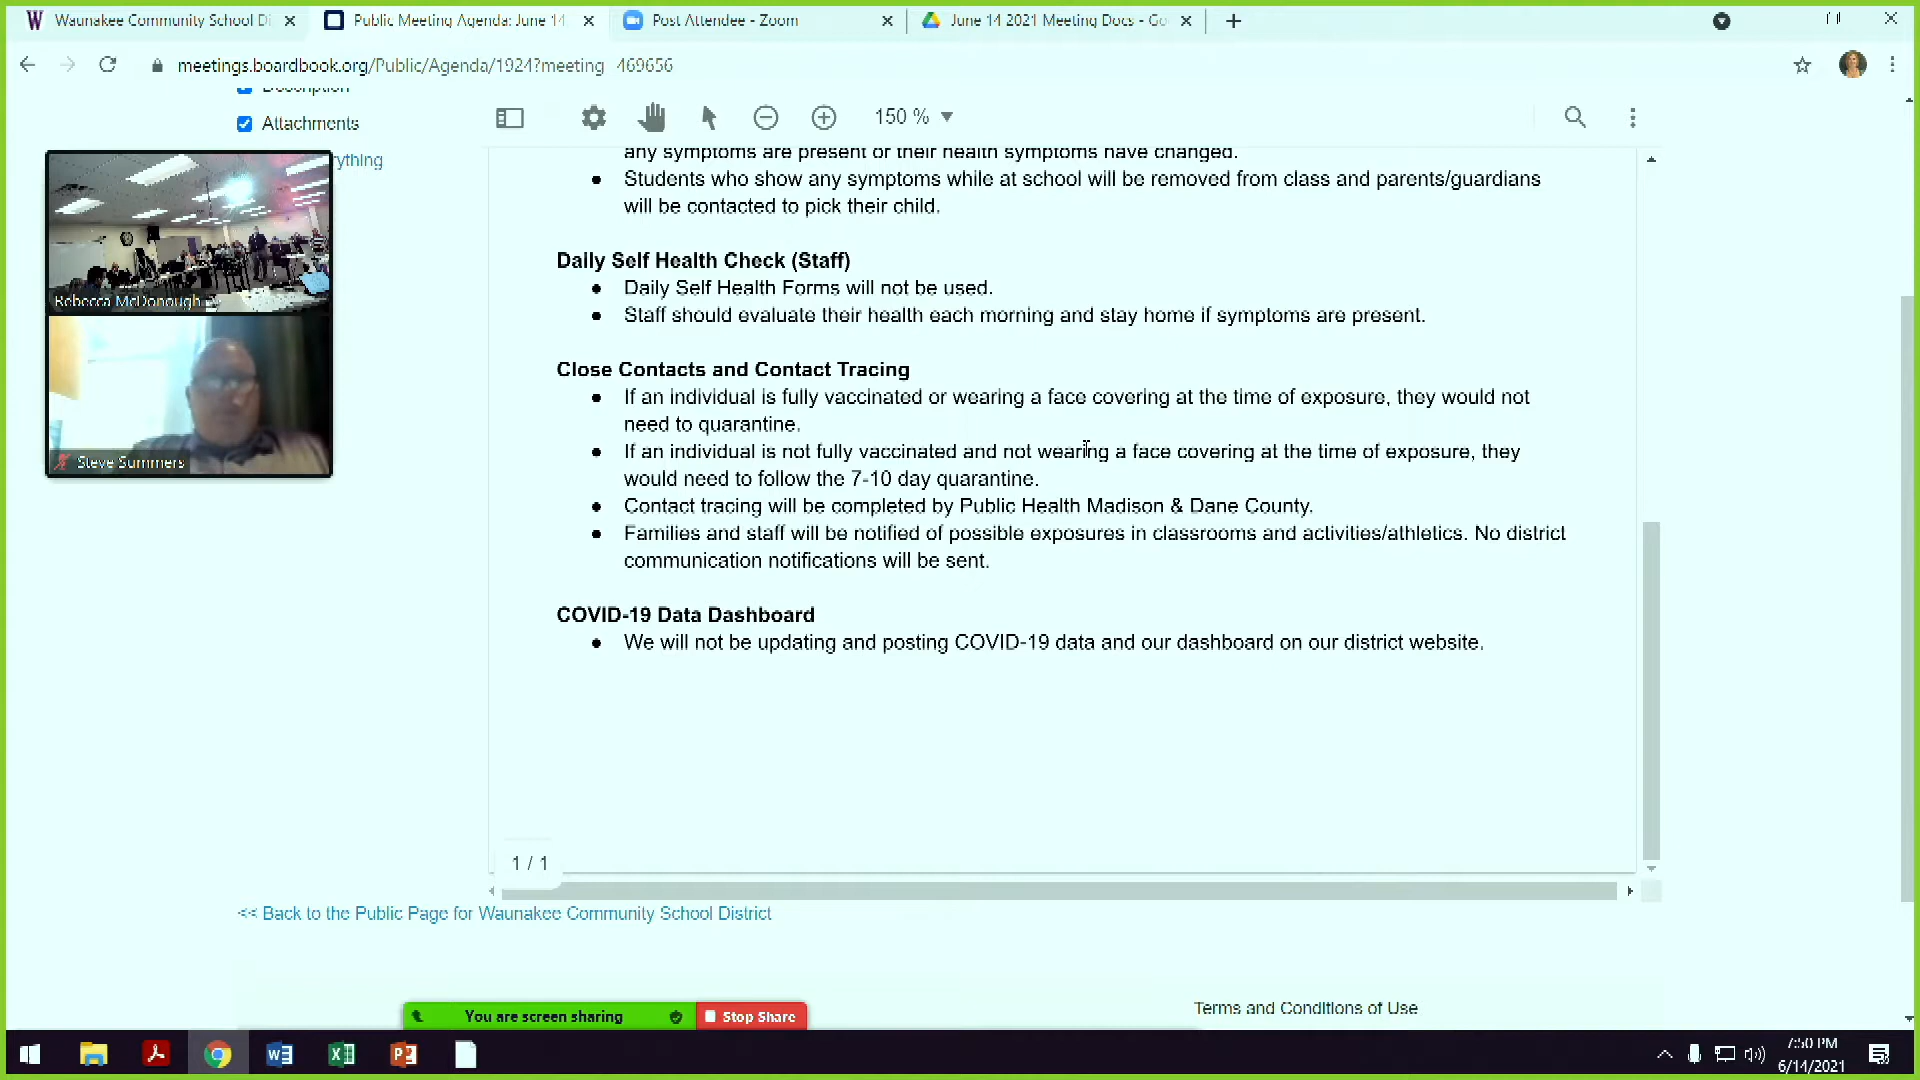 Waunakee Community School Di
Public Meeting Agenda: June 14
Post Attendee - Zoom
June 14 2021 Meeting Docs - Go
meetings.boardbook.org/Public/Agenda/1924?meeting=469656
Description
Attachments
rything
150 %
any symptoms are present or their health symptoms have changed.
Students who show any symptoms while at school will be removed from class and parents/guardians
will be contacted to pick their child.
Daily Self Health Check (Staff)
Daily Self Health Forms will not be used.
Staff should evaluate their health each morning and stay home if symptoms are present.
Close Contacts and Contact Tracing
If an individual is fully vaccinated or wearing a face covering at the time of exposure, they would not
need to quarantine.
If an individual is not fully vaccinated and not wearing a face covering at the time of exposure, they
would need to follow the 7-10 day quarantine.
Contact tracing will be completed by Public Health Madison & Dane County.
Families and staff will be notified of possible exposures in classrooms and activities/athletics. No district
communication notifications will be sent.
COVID-19 Data Dashboard
We will not be updating and posting COVID-19 data and our dashboard on our district website.
Rebecca McDonough
Steve Summers
1 / 1
<< Back to the Public Page for Waunakee Community School District
Terms and Conditions of Use
You are screen sharing
Stop Share
7:50 PM
6/14/2021